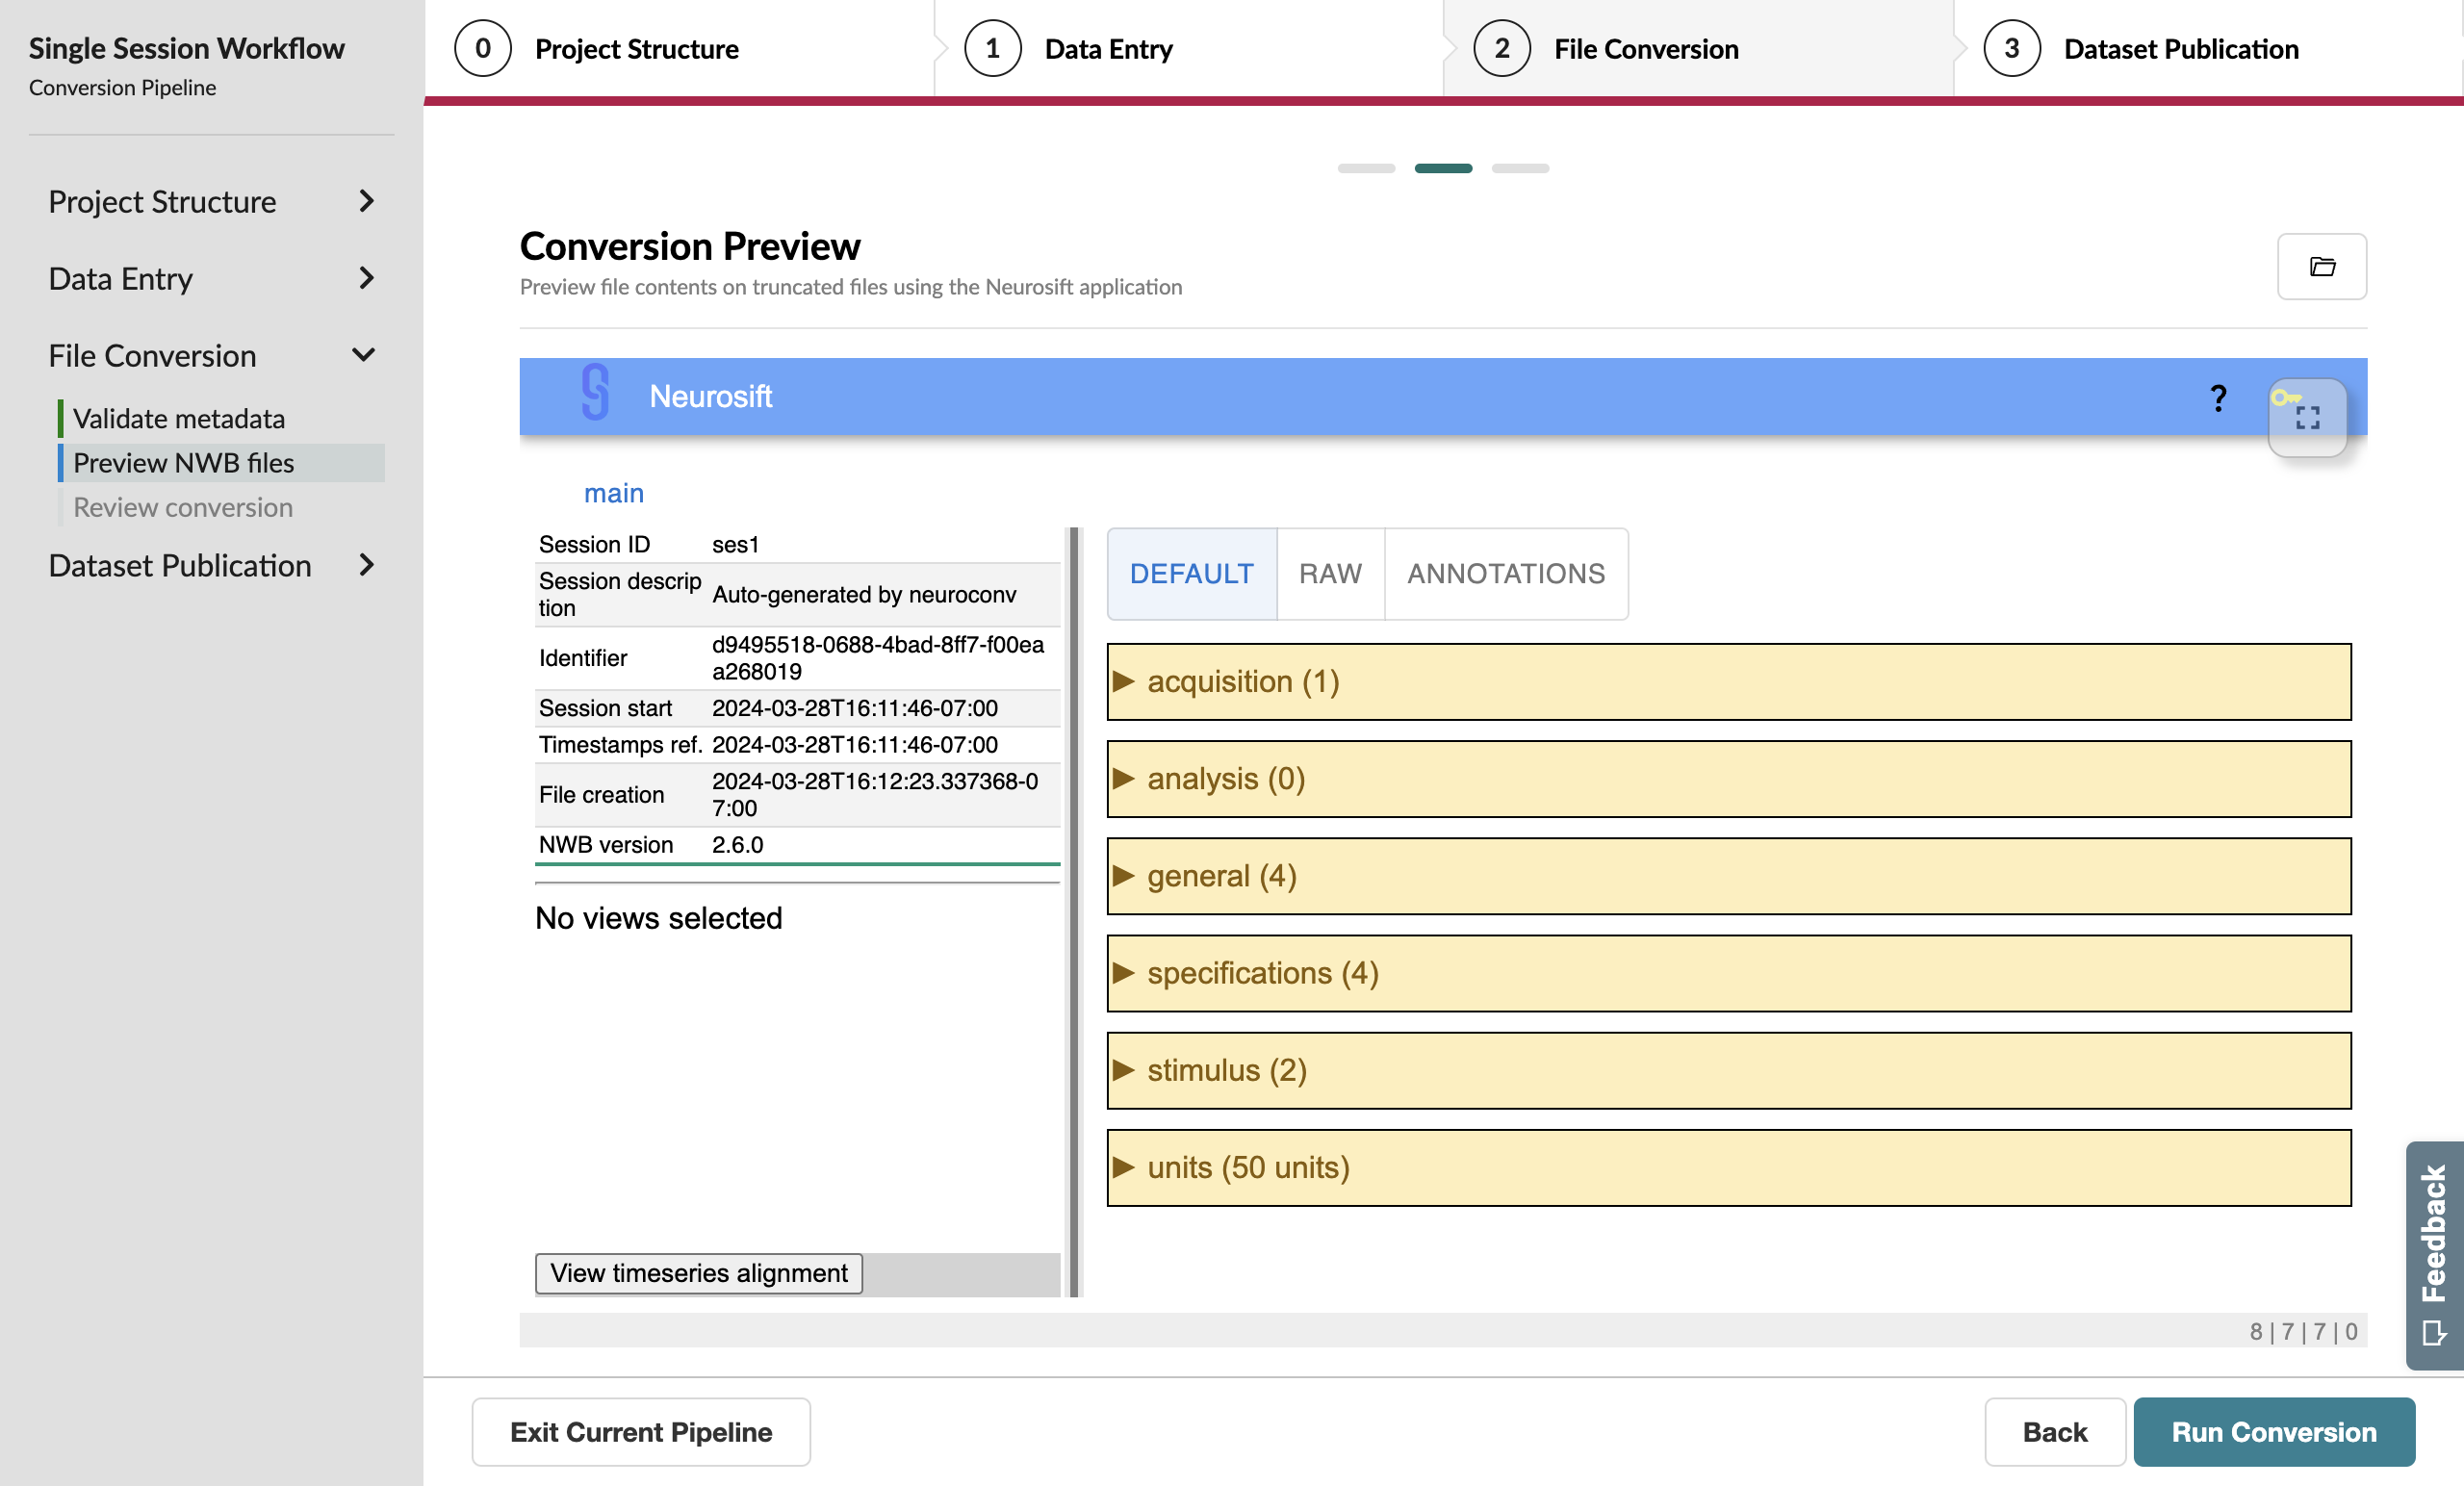 Single Session Workflow
Conversion Pipeline
Project Structure
Data Entry
File Conversion
Validate metadata
Preview NWB files
Review conversion
Dataset Publication
0 Project Structure
1 Data Entry
2 File Conversion
3 Dataset Publication
Conversion Preview
Preview file contents on truncated files using the Neurosift application
Neurosift ?
main
Session ID ses1
Session descrip
tion
Auto-generated by neuroconv
Identifier
d9495518-0688-4bad-8ff7-f00ea
a268019
Session start 2024-03-28T16:11:46-07:00
Timestamps ref. 2024-03-28T16:11:46-07:00
File creation
2024-03-28T16:12:23.337368-0
7:00
NWB version 2.6.0
No views selected
View timeseries alignment
DEFAULT RAW ANNOTATIONS
acquisition (1)
analysis (0)
general (4)
specifications (4)
stimulus (2)
units (50 units)
8 | 7 | 7 | 0
Feedback
Exit Current Pipeline
Back
Run Conversion